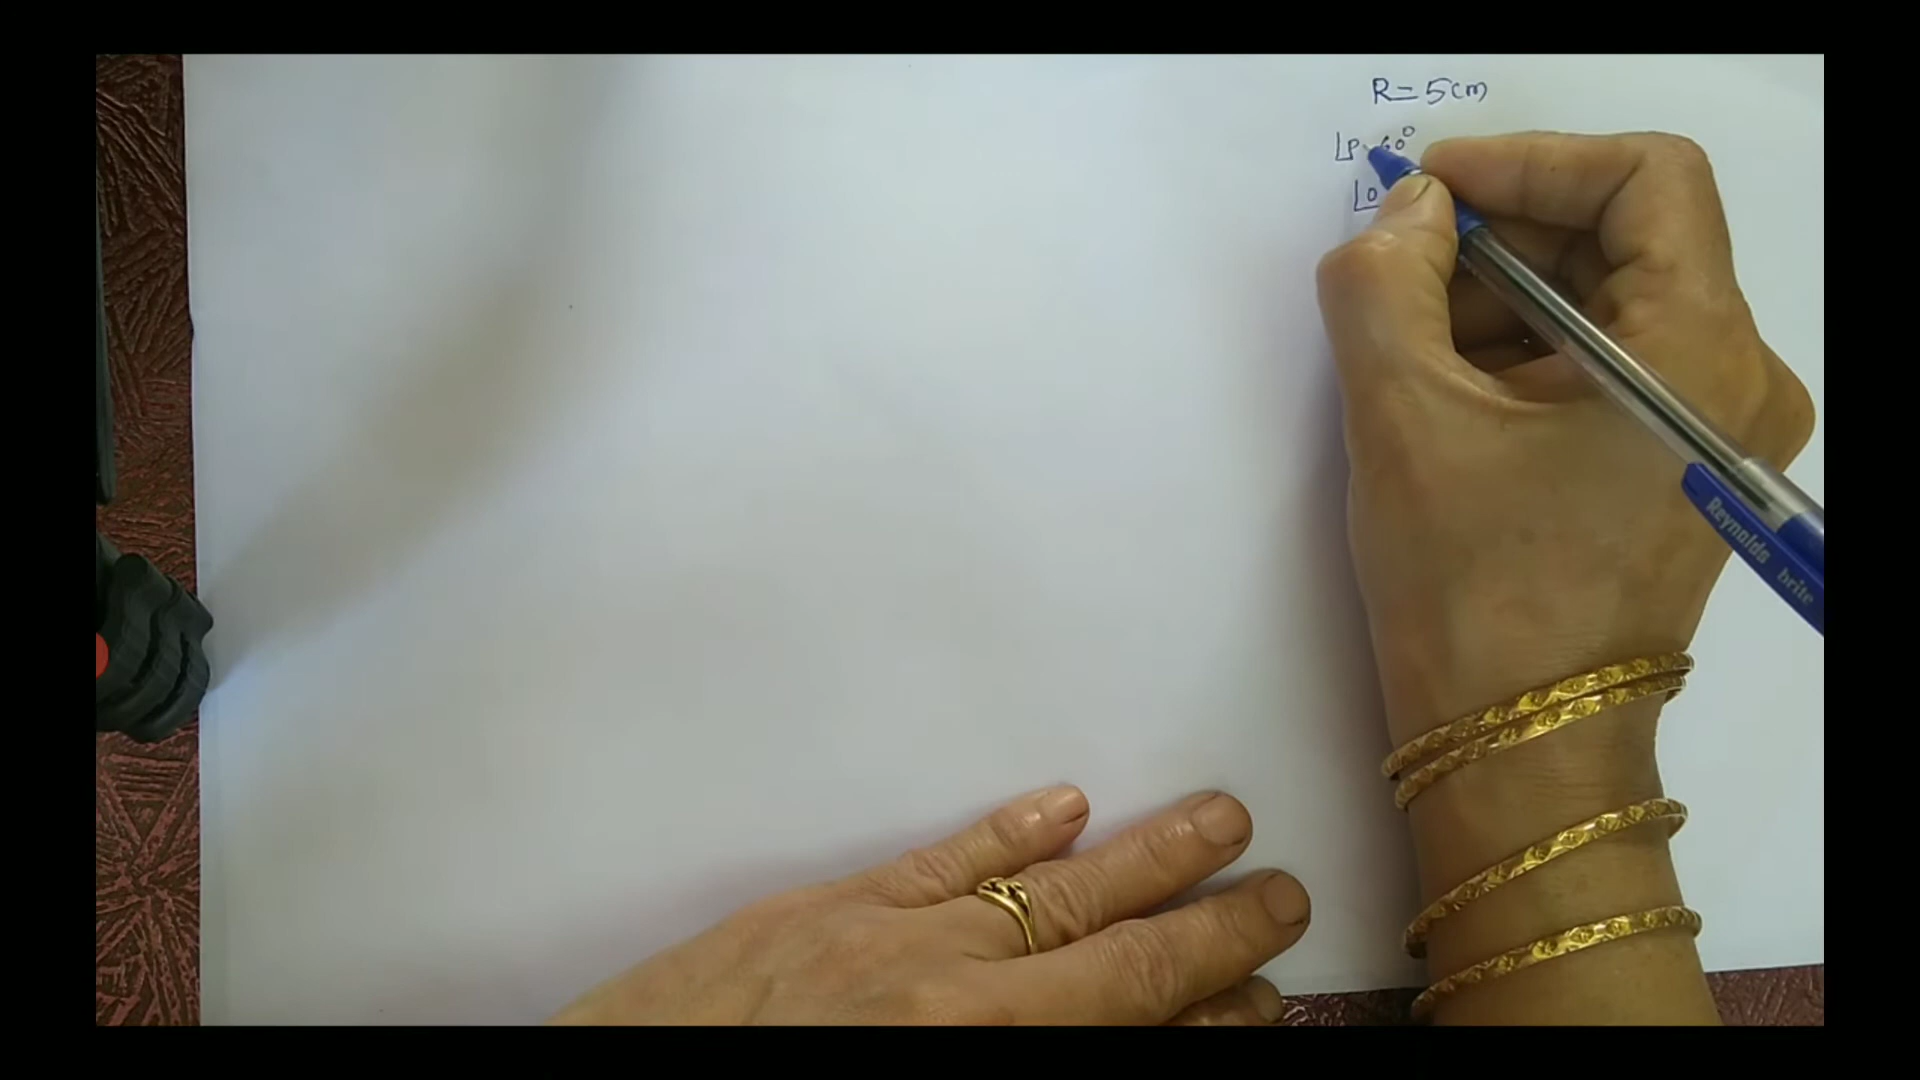 R = 5cm
∠P 60°
∠O
Reynolds brite